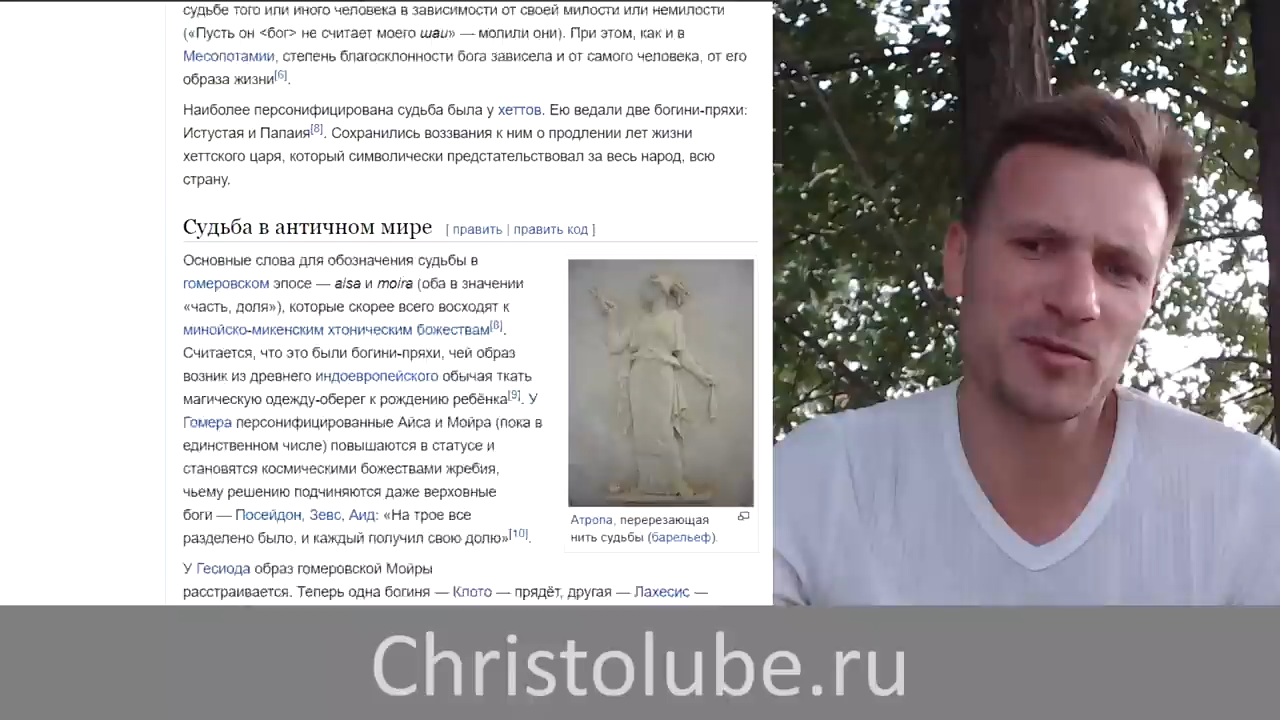 судьбе того или иного человека в зависимости от своей милости или немилости
(«Пусть он <бог> не считает моего шаи» — молили они). При этом, как и в
Месопотамии, степень благосклонности бога зависела и от самого человека, от его
образа жизни[6].
Наиболее персонифицирована судьба была у хеттов. Ею ведали две богини-пряхи:
Истустая и Папаия[8]. Сохранились воззвания к ним о продлении лет жизни
хеттского царя, который символически предстательствовал за весь народ, всю
страну.
Судьба в античном мире [ править | править код ]
Основные слова для обозначения судьбы в
гомеровском эпосе — aisa и moira (оба в значении
«часть, доля»), которые скорее всего восходят к
минойско-микенским хтоническим божествам[8].
Считается, что это были богини-пряхи, чей образ
возник из древнего индоевропейского обычая ткать
магическую одежду-оберег к рождению ребёнка[9]. У
Гомера персонифицированные Айса и Мойра (пока в
единственном числе) повышаются в статусе и
становятся космическими божествами жребия,
чьему решению подчиняются даже верховные
боги — Посейдон, Зевс, Аид: «На трое все
разделено было, и каждый получил свою долю»[10].
Атропа, перерезающая
нить судьбы (барельеф).
У Гесиода образ гомеровской Мойры
расстраивается. Теперь одна богиня — Клото — прядёт, другая — Лахесис —
Christolube.ru